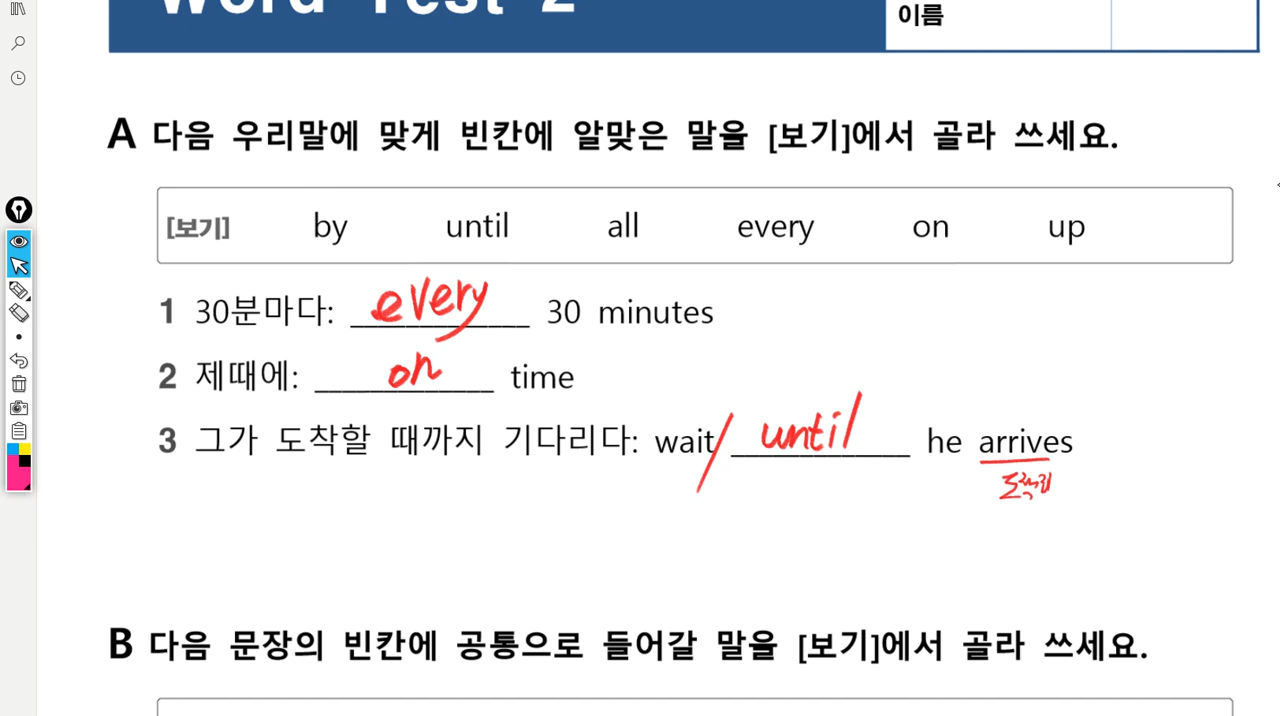 Word Test 2
이름
A 다음 우리말에 맞게 빈칸에 알맞은 말을 [보기]에서 골라 쓰세요.
[보기] by until all every on up
1 30분마다: every 30 minutes
2 제때에: on time
3 그가 도착할 때까지 기다리다: wait / until / he arrives
B 다음 문장의 빈칸에 공통으로 들어갈 말을 [보기]에서 골라 쓰세요.